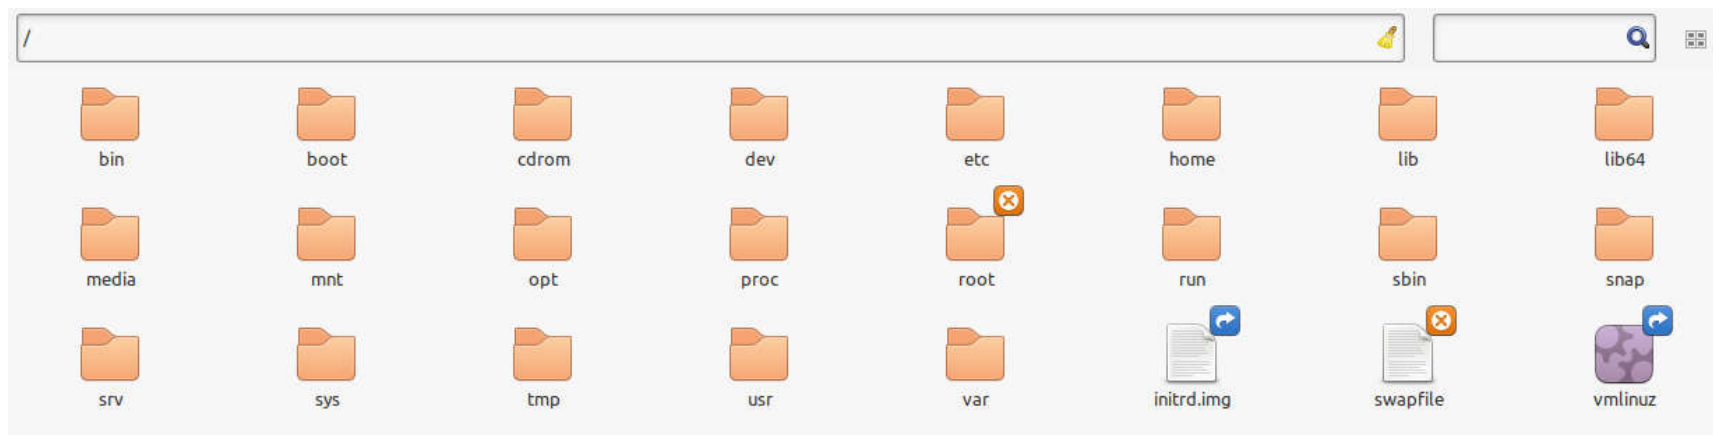 /
bin boot cdrom dev etc home lib lib64
media mnt opt proc root run sbin snap
srv sys tmp usr var initrd.img swapfile vmlinuz